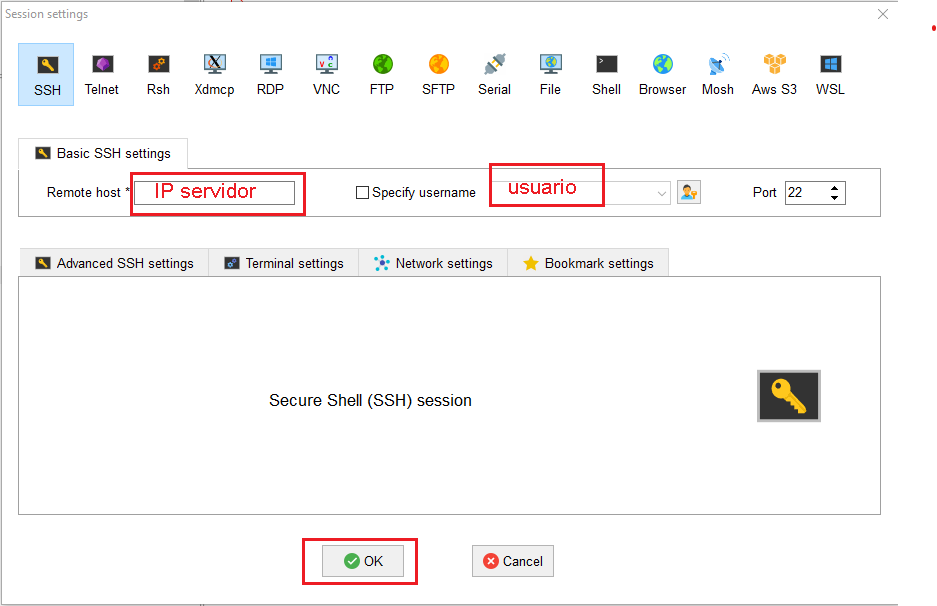 Session settings
SSH Telnet Rsh Xdmcp RDP VNC FTP SFTP Serial File Shell Browser Mosh Aws S3 WSL
Basic SSH settings
Remote host * IP servidor Specify username usuario Port 22
Advanced SSH settings Terminal settings Network settings Bookmark settings
Secure Shell (SSH) session
OK Cancel